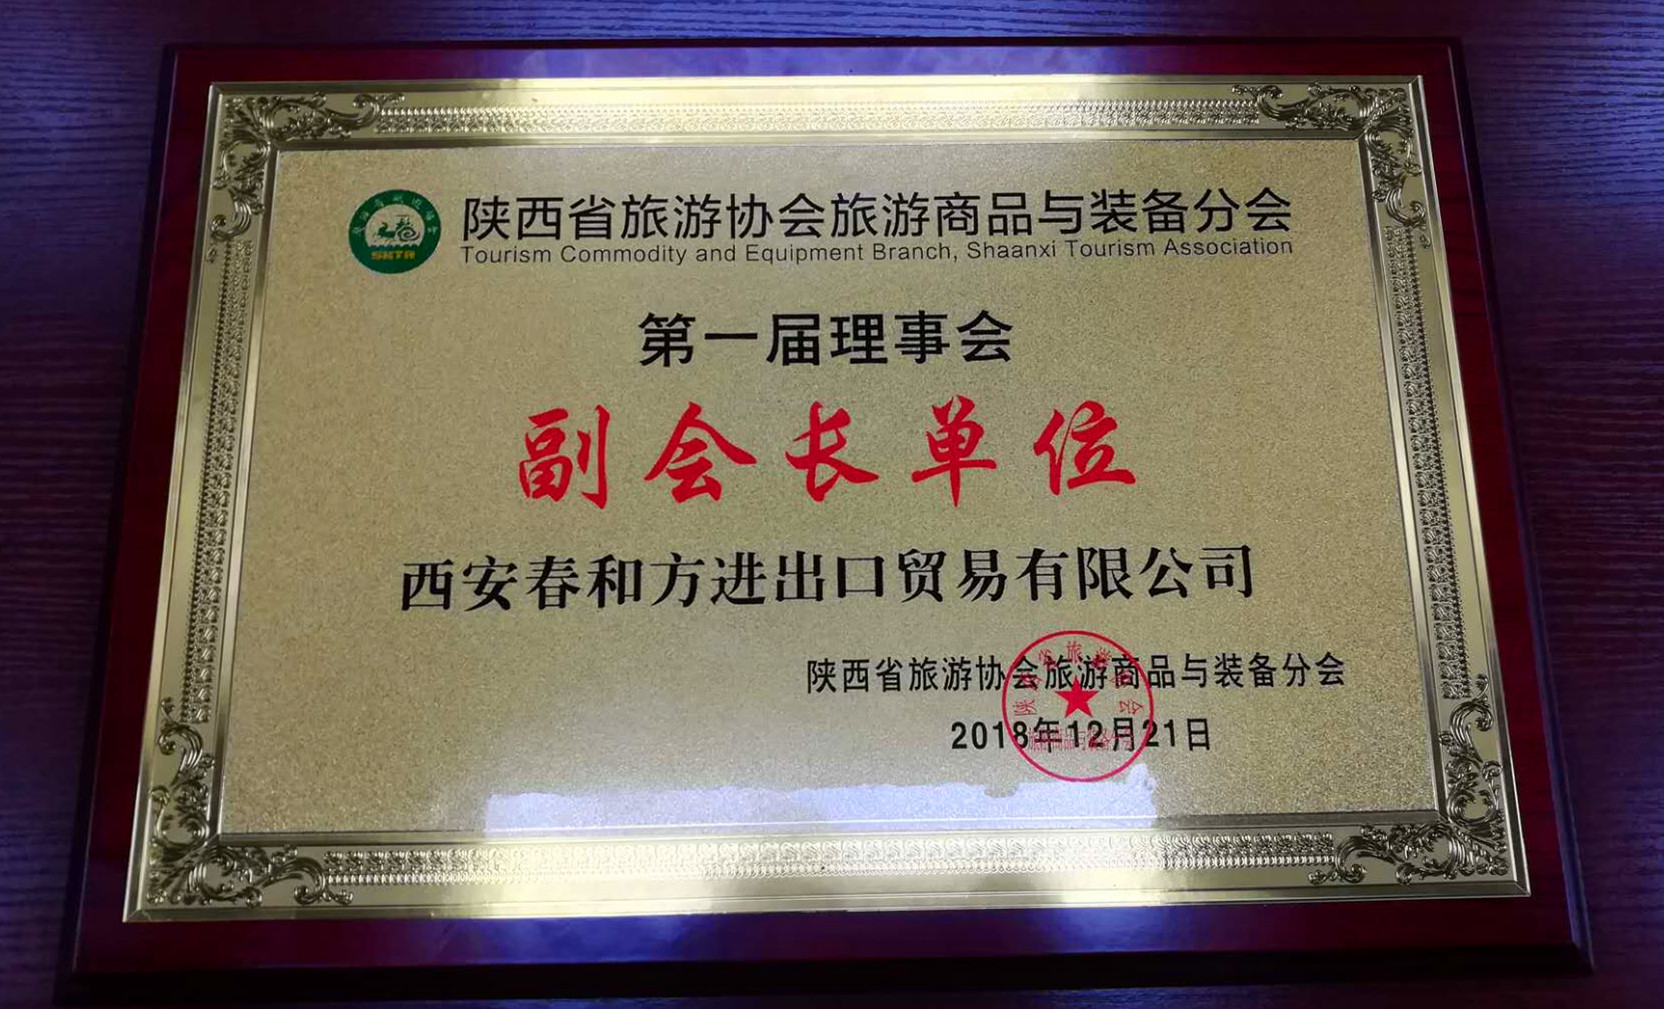 陕西省旅游协会旅游商品与装备分会
Tourism Commodity and Equipment Branch, Shaanxi Tourism Association
SXTA
第一届理事会
副会长单位
西安春和方进出口贸易有限公司
陕西省旅游协会旅游商品与装备分会
2018年12月21日